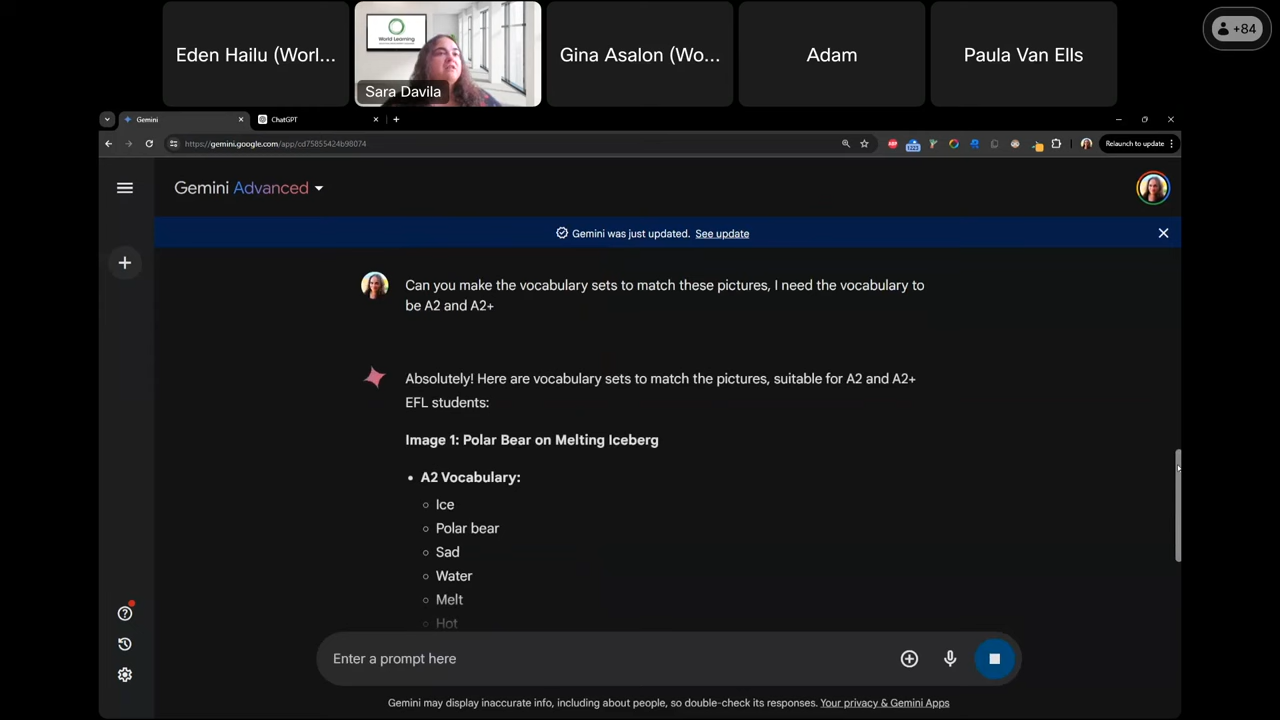 Eden Hailu (Worl...
World Learning
Sara Davila
Gina Asalon (Wo...
Adam
Paula Van Ells
+84
Gemini
ChatGPT
https://gemini.google.com/app/cd75855424b98074
Relaunch to update
Gemini Advanced
Gemini was just updated. See update
Can you make the vocabulary sets to match these pictures, I need the vocabulary to
be A2 and A2+
Absolutely! Here are vocabulary sets to match the pictures, suitable for A2 and A2+
EFL students:
Image 1: Polar Bear on Melting Iceberg
• A2 Vocabulary:
○ Ice
○ Polar bear
○ Sad
○ Water
○ Melt
○ Hot
Enter a prompt here
Gemini may display inaccurate info, including about people, so double-check its responses. Your privacy & Gemini Apps